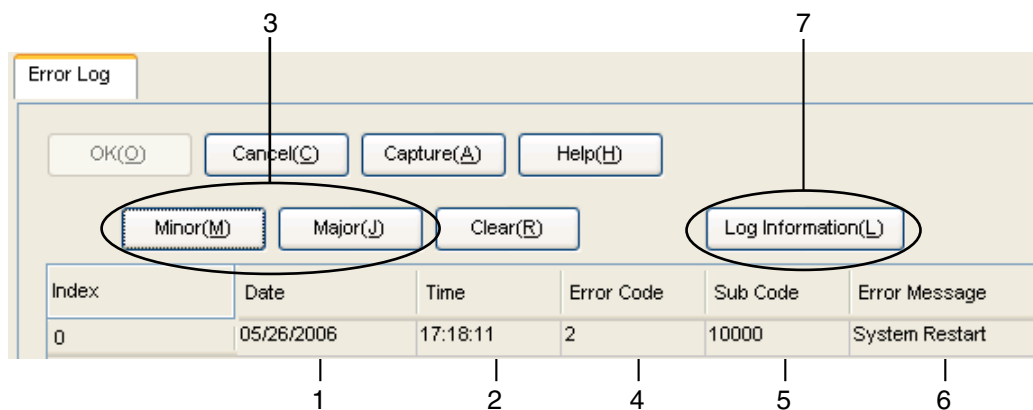 3 7
Error Log
OK(O) Cancel(C) Capture(A) Help(H)
Minor(M) Major(J) Clear(R) Log Information(L)
Index Date Time Error Code Sub Code Error Message
0 05/26/2006 17:18:11 2 10000 System Restart
1 2 4 5 6